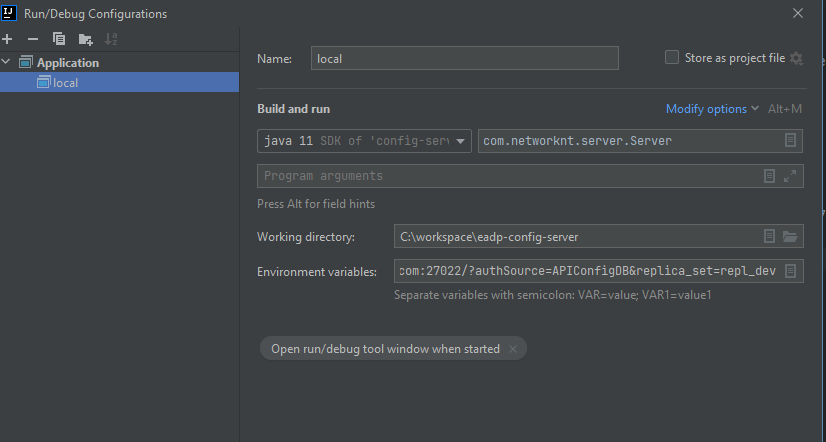 Run/Debug Configurations
Application
local
Name: local Store as project file
Build and run Modify options Alt+M
java 11 SDK of 'config-serv com.networknt.server.Server
Program arguments
Press Alt for field hints
Working directory: C:\workspace\eadp-config-server
Environment variables: com:27022/?authSource=APIConfigDB&replica_set=repl_dev
Separate variables with semicolon: VAR=value; VAR1=value1
Open run/debug tool window when started